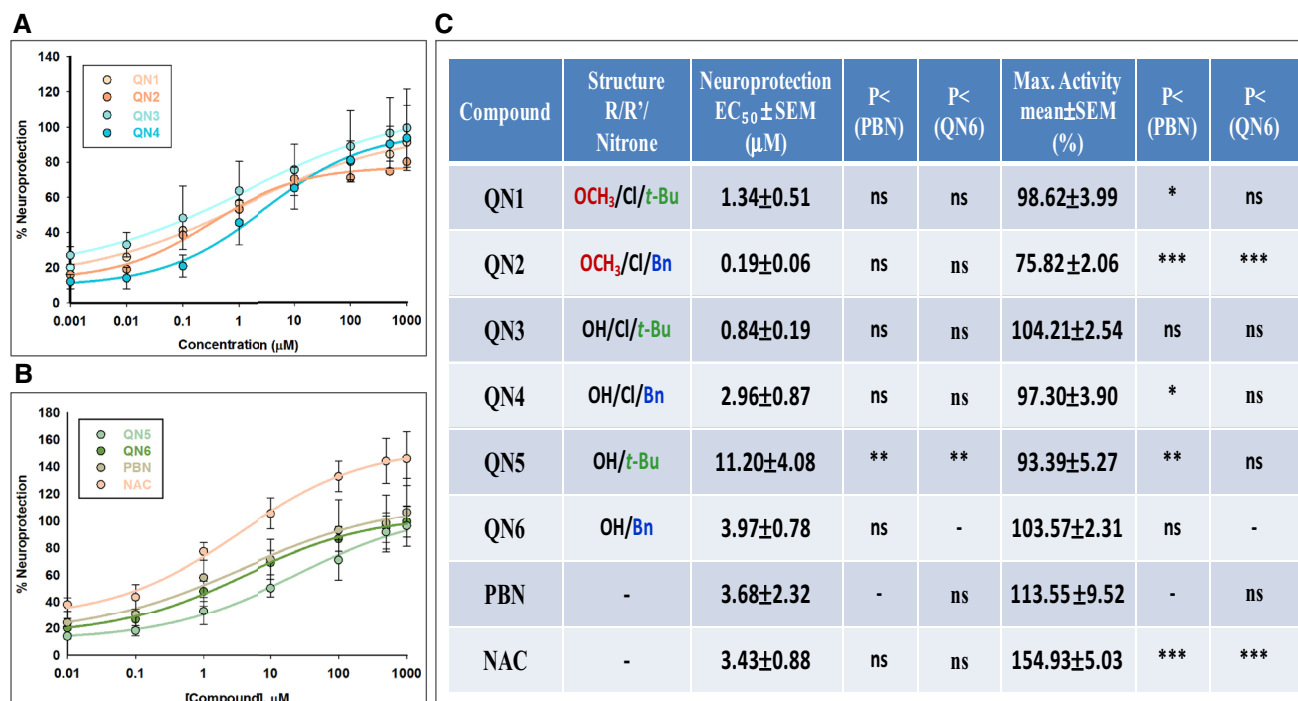 A
% Neuroprotection
140
120
100
80
60
40
20
0
QN1
QN2
QN3
QN4
0.001 0.01 0.1 1 10 100 1000
Concentration (µM)
B
% Neuroprotection
180
160
140
120
100
80
60
40
20
0
QN5
QN6
PBN
NAC
0.01 0.1 1 10 100 1000
[Compound], µM
C
Compound Structure R/R’/ Nitrone Neuroprotection EC50±SEM (µM) P< (PBN) P< (QN6) Max. Activity mean±SEM (%) P< (PBN) P< (QN6)
QN1 OCH3/Cl/t-Bu 1.34±0.51 ns ns 98.62±3.99 * ns
QN2 OCH3/Cl/Bn 0.19±0.06 ns ns 75.82±2.06 *** ***
QN3 OH/Cl/t-Bu 0.84±0.19 ns ns 104.21±2.54 ns ns
QN4 OH/Cl/Bn 2.96±0.87 ns ns 97.30±3.90 * ns
QN5 OH/t-Bu 11.20±4.08 ** ** 93.39±5.27 ** ns
QN6 OH/Bn 3.97±0.78 ns - 103.57±2.31 ns -
PBN - 3.68±2.32 - ns 113.55±9.52 - ns
NAC - 3.43±0.88 ns ns 154.93±5.03 *** ***